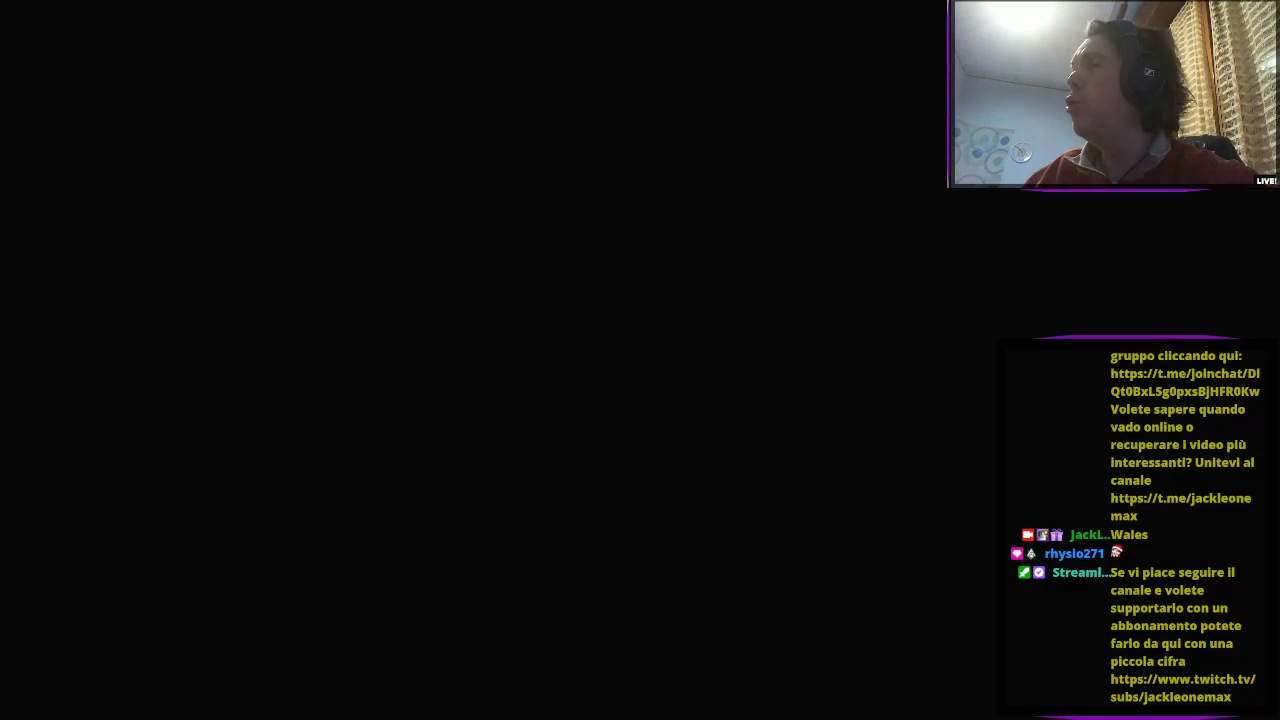 LIVE!
gruppo cliccando qui:
https://t.me/joinchat/Dl
Qt0BxLSg0pxsBjHFR0Kw
Volete sapere quando
vado online o
recuperare i video più
interessanti? Unitevi al
canale
https://t.me/jackleone
max
JackL... Wales
rhysio271
Streaml... Se vi piace seguire il
canale e volete
supportarlo con un
abbonamento potete
farlo da qui con una
piccola cifra
https://www.twitch.tv/
subs/jackleonemax